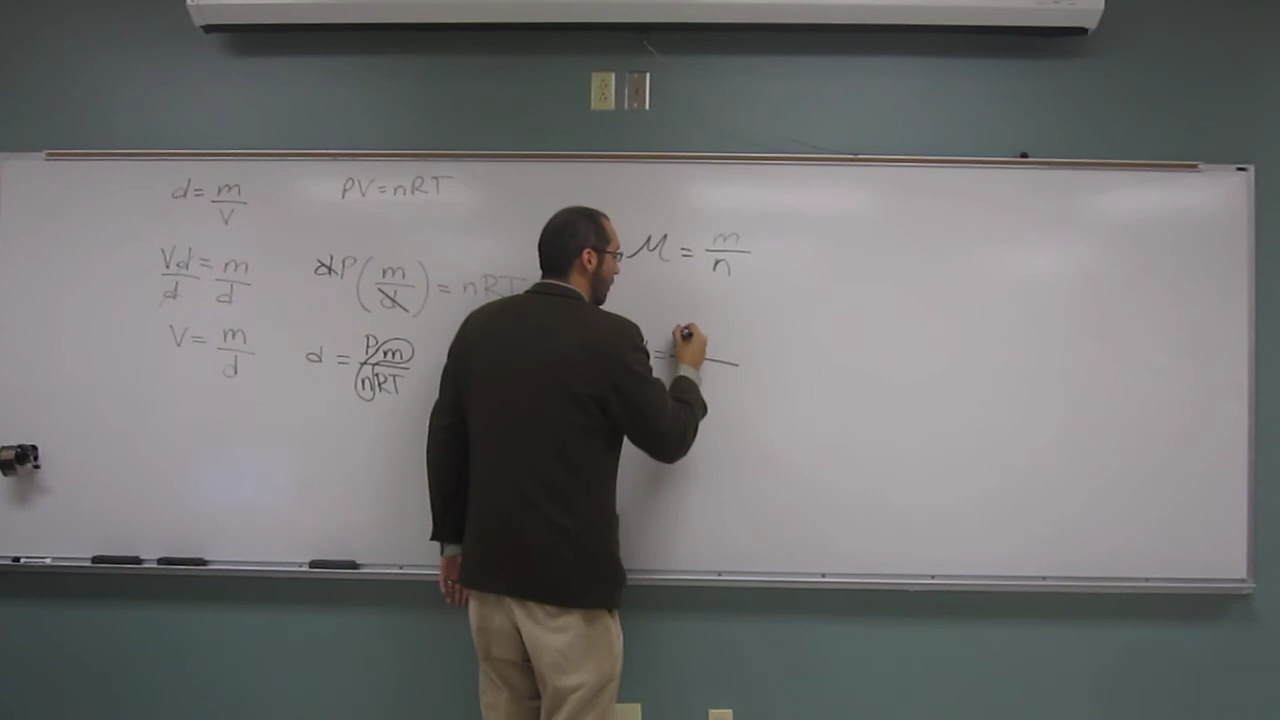 d = m/V
Vd/d = m/d
V = m/d
PV = nRT
dP(m/d) = nRT
d = Pm/nRT
M = m/n
=